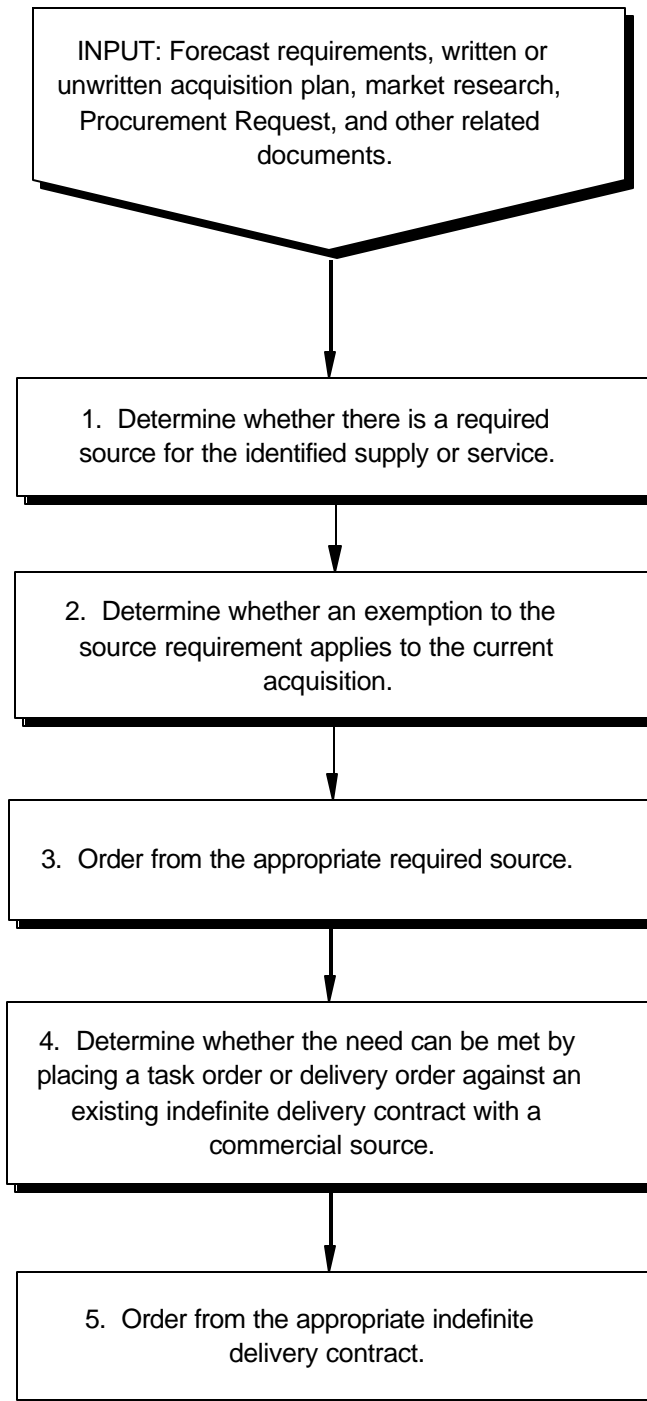 INPUT: Forecast requirements, written or
unwritten acquisition plan, market research,
Procurement Request, and other related
documents.
1. Determine whether there is a required
source for the identified supply or service.
2. Determine whether an exemption to the
source requirement applies to the current
acquisition.
3. Order from the appropriate required source.
4. Determine whether the need can be met by
placing a task order or delivery order against an
existing indefinite delivery contract with a
commercial source.
5. Order from the appropriate indefinite
delivery contract.